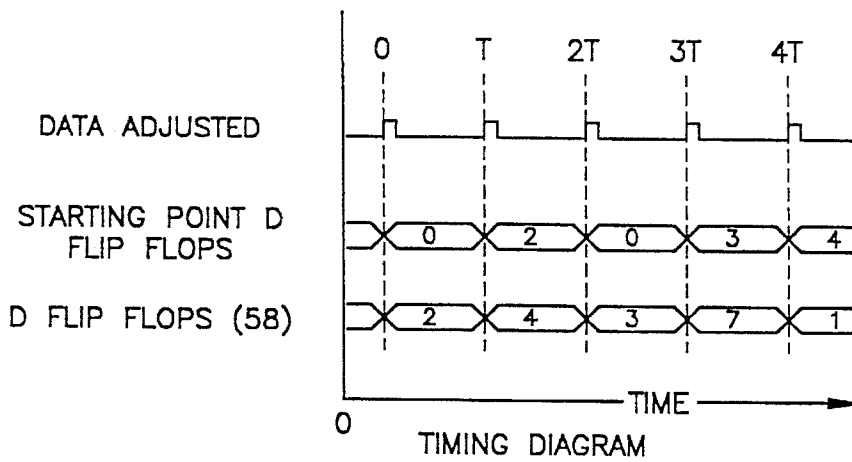 0 T 2T 3T 4T
DATA ADJUSTED
STARTING POINT D
FLIP FLOPS
0 2 0 3 4
D FLIP FLOPS (58)
2 4 3 7 1
TIME
0
TIMING DIAGRAM